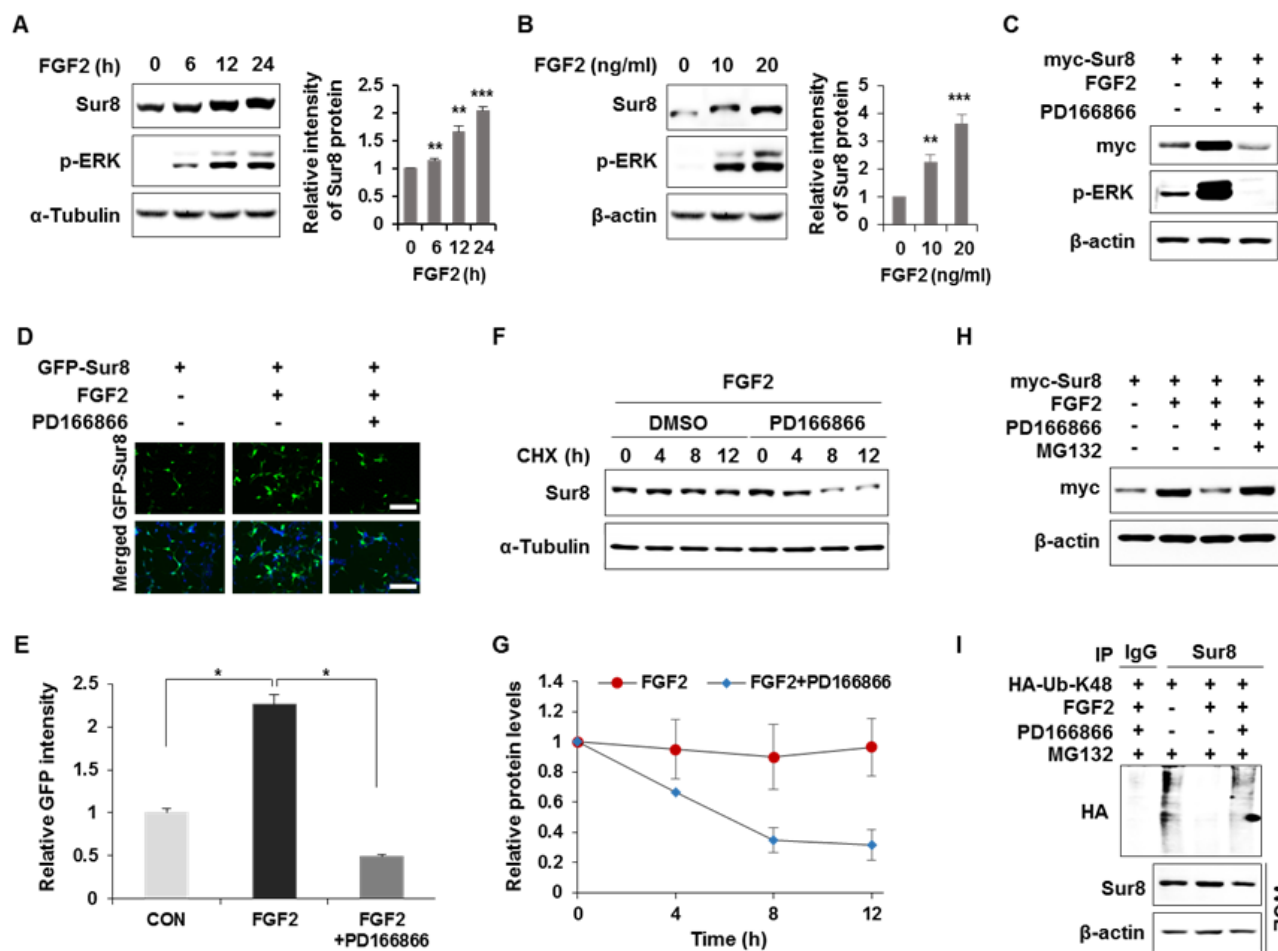 A
FGF2 (h) 0 6 12 24
Sur8
p-ERK
α-Tubulin
Relative intensity
of Sur8 protein
2.5
2
1.5
1
0.5
0
**
**
***
0 6 12 24
FGF2 (h)
B
FGF2 (ng/ml) 0 10 20
Sur8
p-ERK
β-actin
Relative intensity
of Sur8 protein
5
4
3
2
1
0
**
***
0 10 20
FGF2 (ng/ml)
C
myc-Sur8 + + +
FGF2 - + +
PD166866 - - +
myc
p-ERK
β-actin
D
GFP-Sur8 + + +
FGF2 - + +
PD166866 - - +
GFP-Sur8
Merged
E
Relative GFP intensity
2.5
2
1.5
1
0.5
0
* *
CON FGF2 FGF2
+PD166866
F
FGF2
DMSO PD166866
CHX (h) 0 4 8 12 0 4 8 12
Sur8
α-Tubulin
G
Relative protein levels
1.4
1.2
1
0.8
0.6
0.4
0.2
0
FGF2 FGF2+PD166866
0 4 8 12
Time (h)
H
myc-Sur8 + + + +
FGF2 - + + +
PD166866 - - + +
MG132 - - - +
myc
β-actin
I
IP IgG Sur8
HA-Ub-K48 + + + +
FGF2 + - + +
PD166866 + - - +
MG132 + + + +
HA
Sur8
β-actin